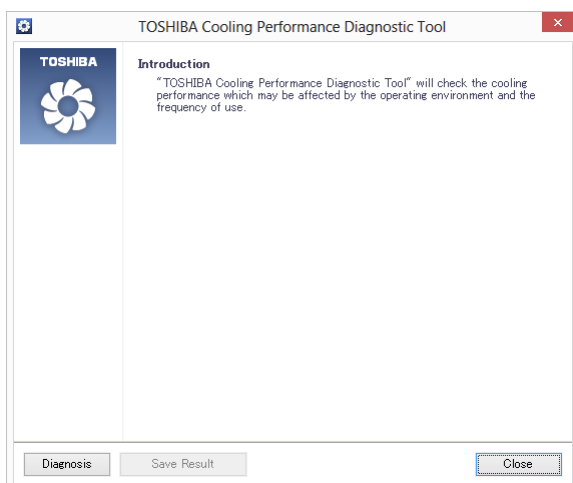 TOSHIBA Cooling Performance Diagnostic Tool
TOSHIBA
Introduction
"TOSHIBA Cooling Performance Diagnostic Tool" will check the cooling
performance which may be affected by the operating environment and the
frequency of use.
Diagnosis
Save Result
Close